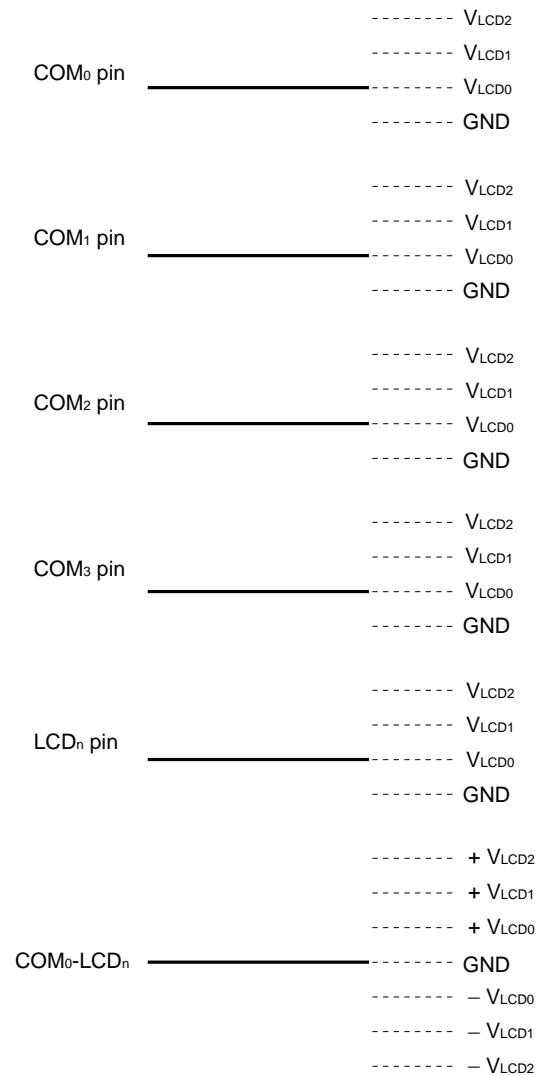 VLCD2
VLCD1
COM0 pin
VLCD0
GND
VLCD2
VLCD1
COM1 pin
VLCD0
GND
VLCD2
VLCD1
COM2 pin
VLCD0
GND
VLCD2
VLCD1
COM3 pin
VLCD0
GND
VLCD2
VLCD1
LCDn pin
VLCD0
GND
+ VLCD2
+ VLCD1
+ VLCD0
COM0-LCDn
GND
– VLCD0
– VLCD1
– VLCD2